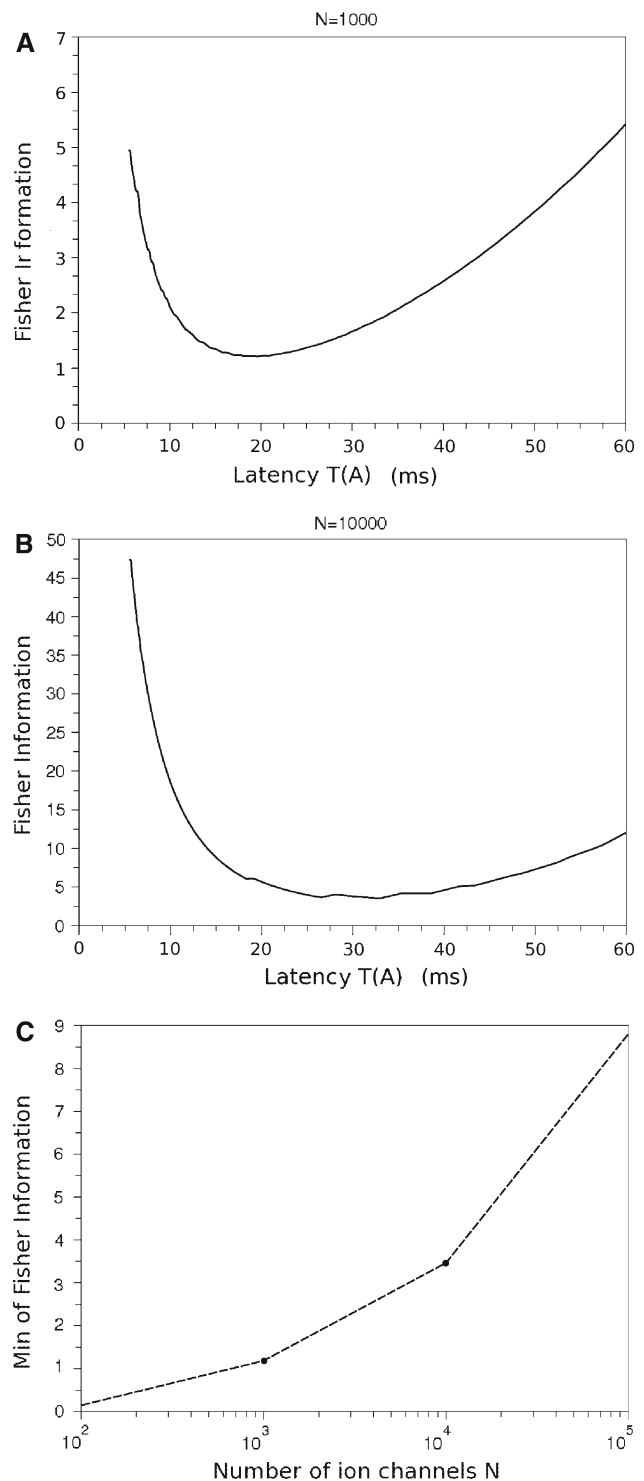 N=1000
A
7
6
5
4
3
2
1
0
Fisher Ir formation
0 10 20 30 40 50 60
Latency T(A) (ms)
N=10000
B
50
45
40
35
30
25
20
15
10
5
0
Fisher Information
0 10 20 30 40 50 60
Latency T(A) (ms)
C
9
8
7
6
5
4
3
2
1
0
Min of Fisher Information
10^2 10^3 10^4 10^5
Number of ion channels N